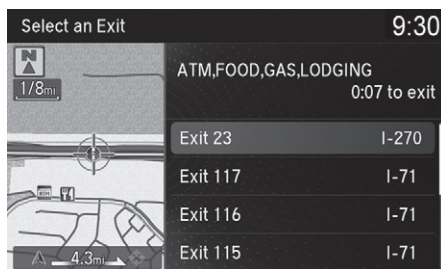 Select an Exit
9:30
N
1/8mi
ATM,FOOD,GAS,LODGING
0:07 to exit
Exit 23 I-270
Exit 117 I-71
Exit 116 I-71
Exit 115 I-71
4.3mi